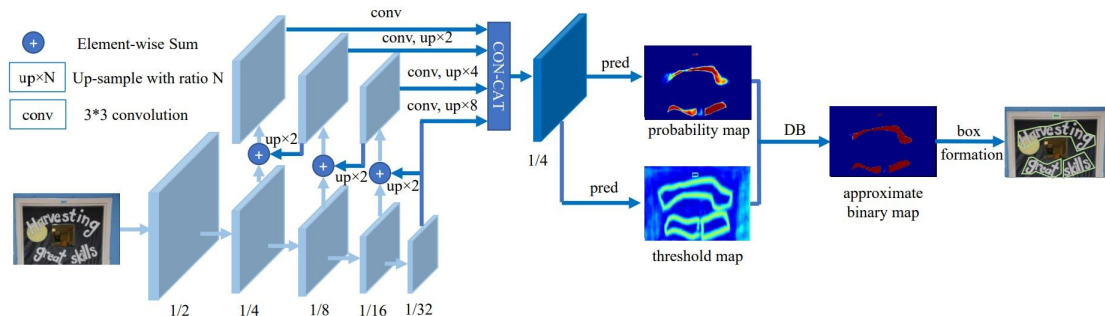 + Element-wise Sum
up×N Up-sample with ratio N
conv 3*3 convolution
conv
conv, up×2
conv, up×4
conv, up×8
CON-CAT
up×2
up×2
up×2
+
+
+
Harvesting
great skills
1/2
1/4
1/8
1/16
1/32
1/4
pred
pred
probability map
threshold map
DB
approximate
binary map
box
formation
Harvesting
great skills